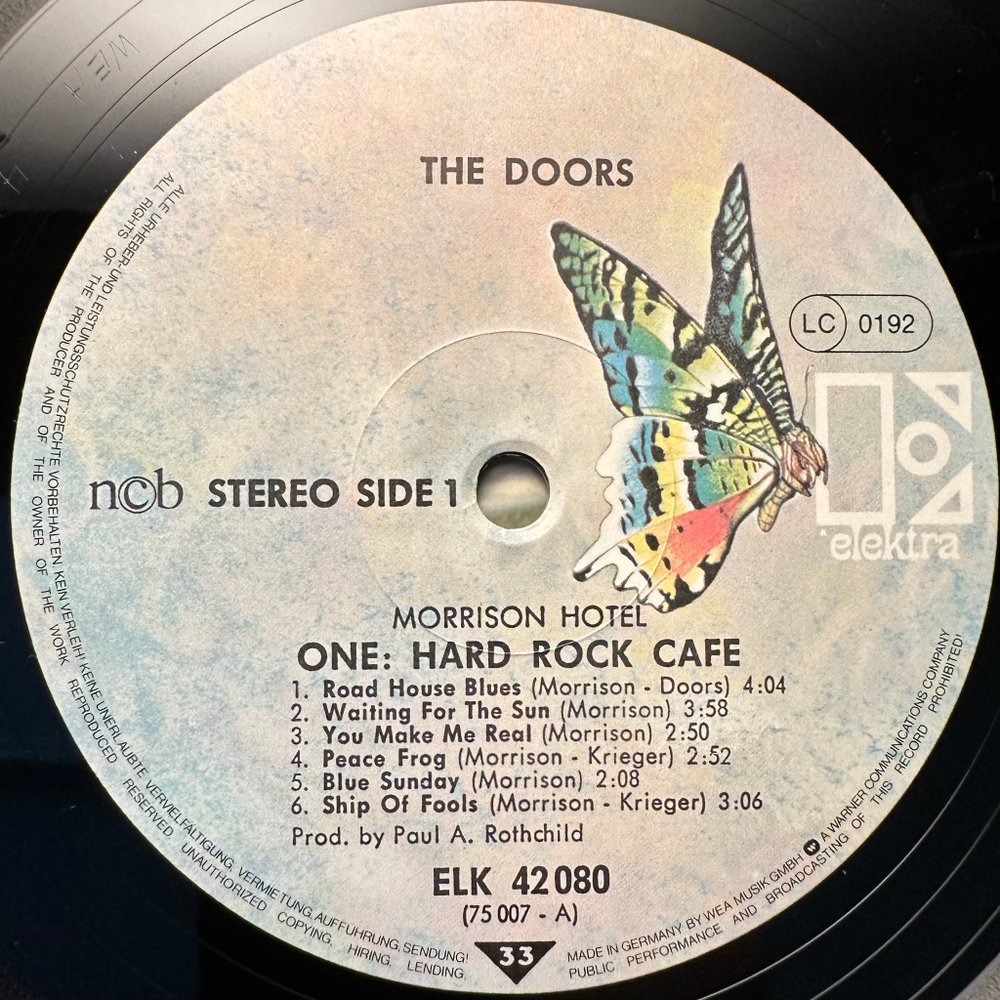 WEA
THE DOORS
LC 0192
elektra
ncb STEREO SIDE 1
MORRISON HOTEL
ONE: HARD ROCK CAFE
1. Road House Blues (Morrison - Doors) 4:04
2. Waiting For The Sun (Morrison) 3:58
3. You Make Me Real (Morrison) 2:50
4. Peace Frog (Morrison - Krieger) 2:52
5. Blue Sunday (Morrison) 2:08
6. Ship Of Fools (Morrison - Krieger) 3:06
Prod. by Paul A. Rothchild
ELK 42 080
(75 007 - A)
33
ALLE URHEBER- UND LEISTUNGSSCHUTZRECHTE VORBEHALTEN. KEIN VERLEIH! KEINE UNERLAUBTE VERVIELFÄLTIGUNG, VERMIETUNG, AUFFÜHRUNG, SENDUNG!
ALL RIGHTS OF THE PRODUCER AND OF THE OWNER OF THE WORK REPRODUCED RESERVED. UNAUTHORIZED COPYING, HIRING, LENDING,
MADE IN GERMANY BY WEA MUSIK GMBH W A WARNER COMMUNICATIONS COMPANY
PUBLIC PERFORMANCE AND BROADCASTING OF THIS RECORD PROHIBITED!